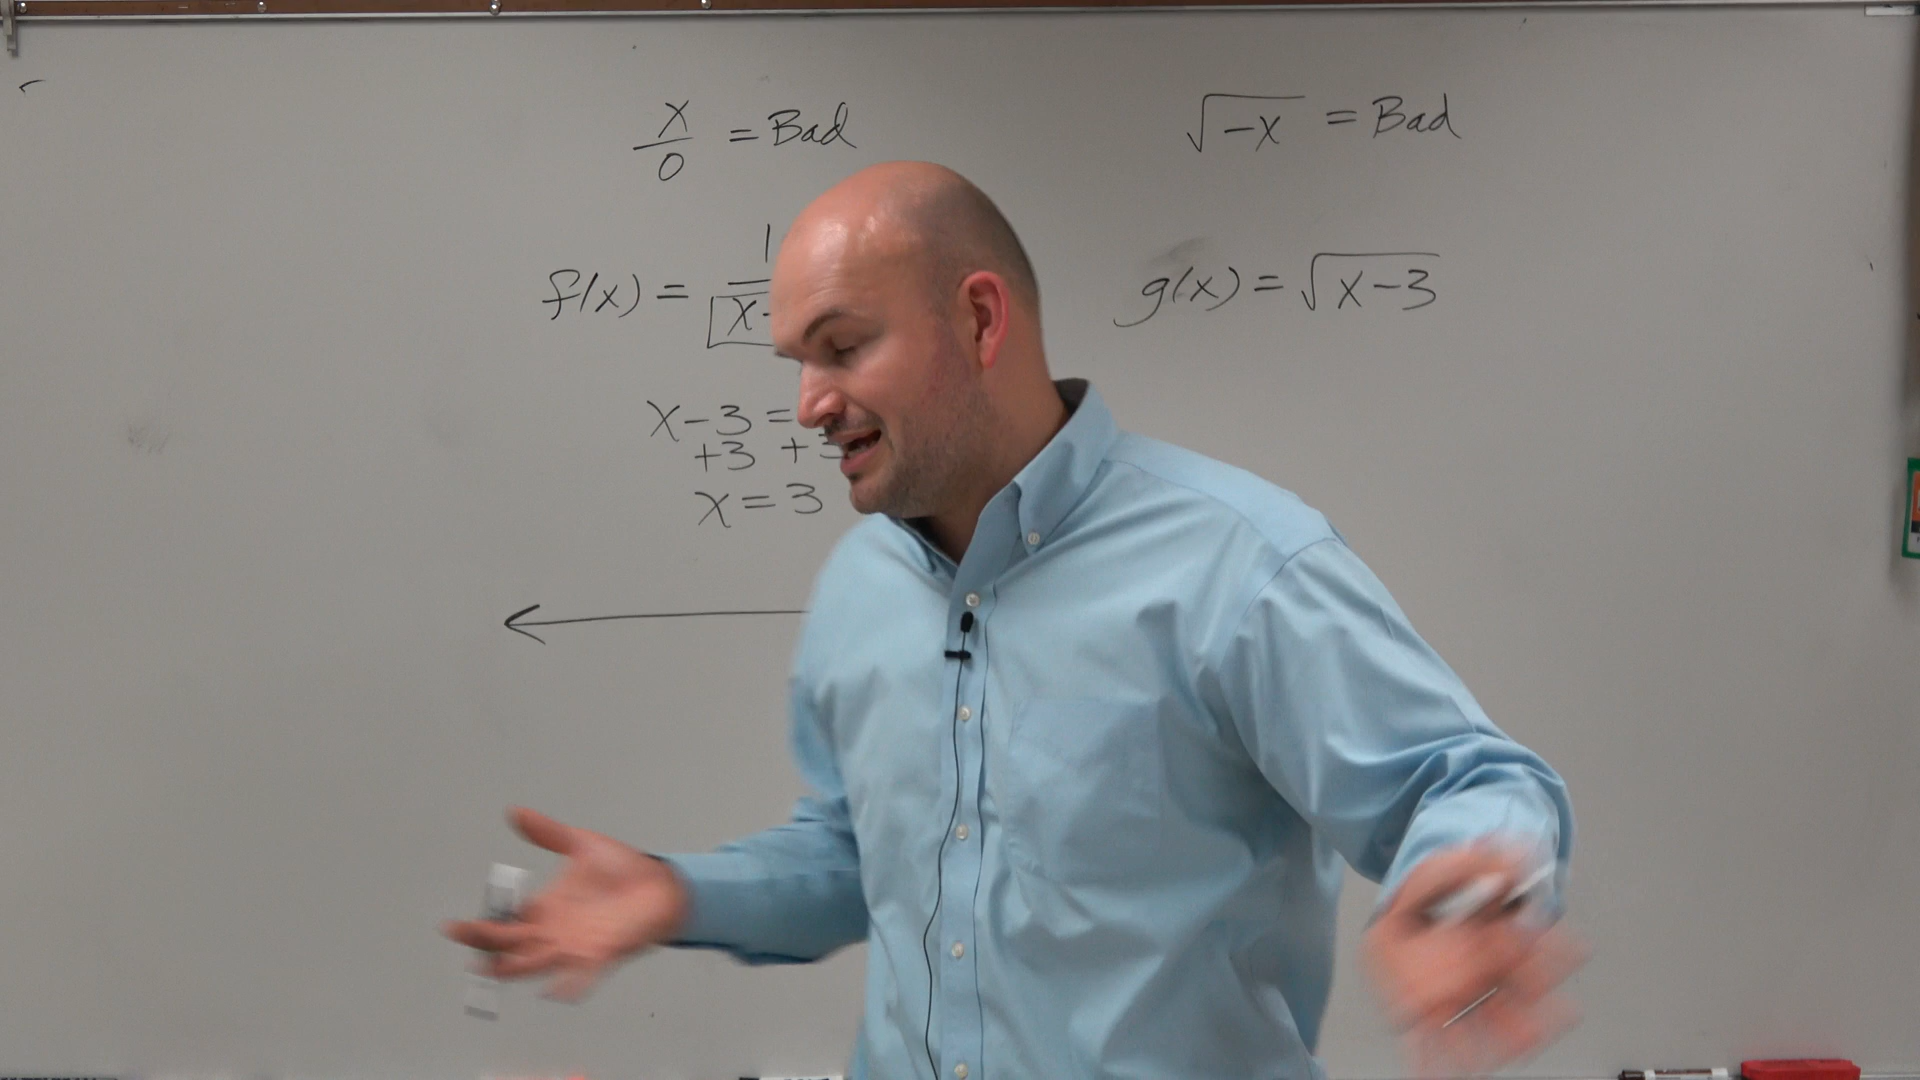 x/0 = Bad
√-x = Bad
f(x) = 1/x-
g(x) = √x-3
x-3 =
+3 +3
x = 3